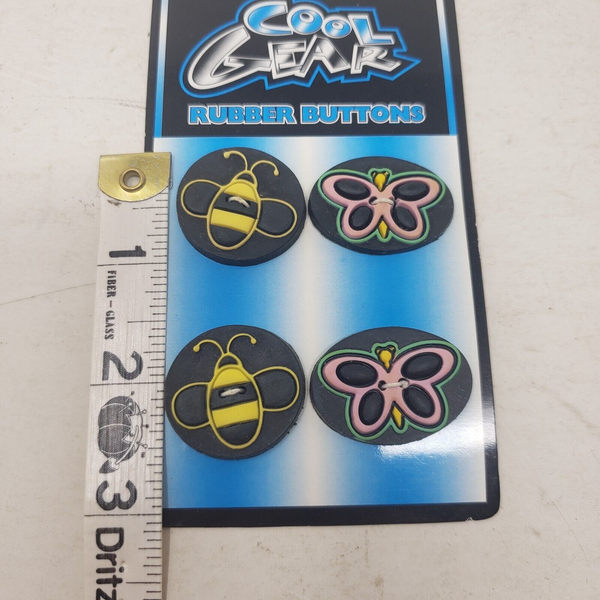 COOL
GEAR
RUBBER BUTTONS
1
FIBER-GLASS
2
3
Dritz